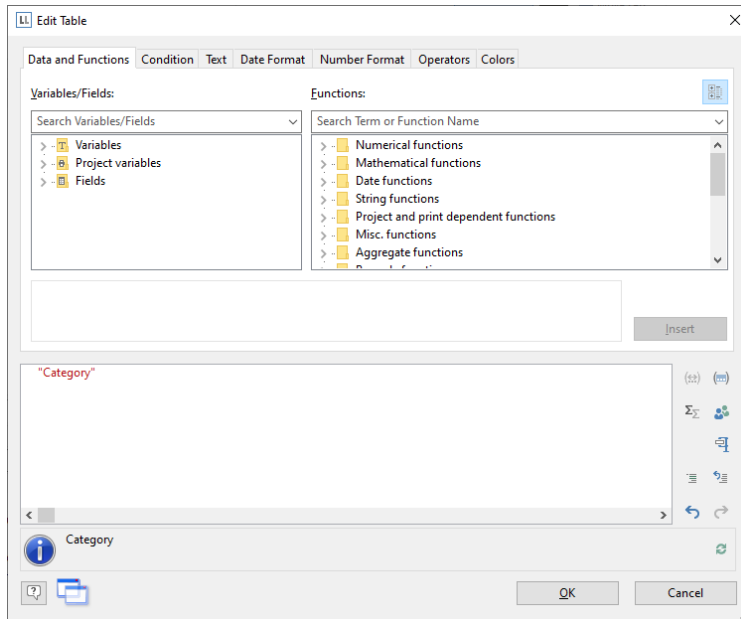 LL Edit Table
Data and Functions Condition Text Date Format Number Format Operators Colors
Variables/Fields:
Functions:
Search Variables/Fields
Search Term or Function Name
Variables
Project variables
Fields
Numerical functions
Mathematical functions
Date functions
String functions
Project and print dependent functions
Misc. functions
Aggregate functions
Insert
"Category"
Category
OK
Cancel